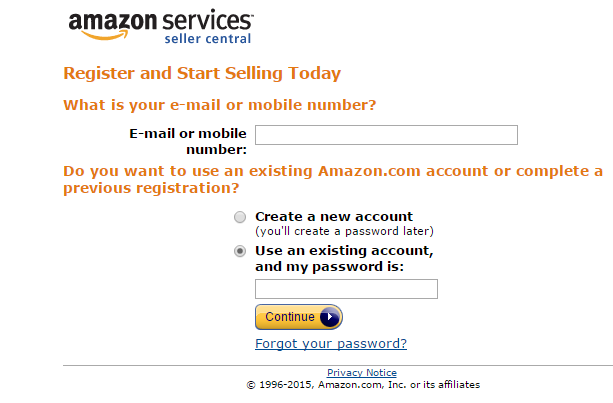 amazon services
seller central
Register and Start Selling Today
What is your e-mail or mobile number?
E-mail or mobile
number:
Do you want to use an existing Amazon.com account or complete a
previous registration?
Create a new account
(you'll create a password later)
Use an existing account,
and my password is:
Continue
Forgot your password?
Privacy Notice
© 1996-2015, Amazon.com, Inc. or its affiliates